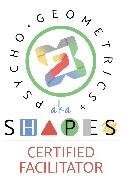 PSYCHO • GEOMETRICS®
aka
SHAPES
CERTIFIED
FACILITATOR